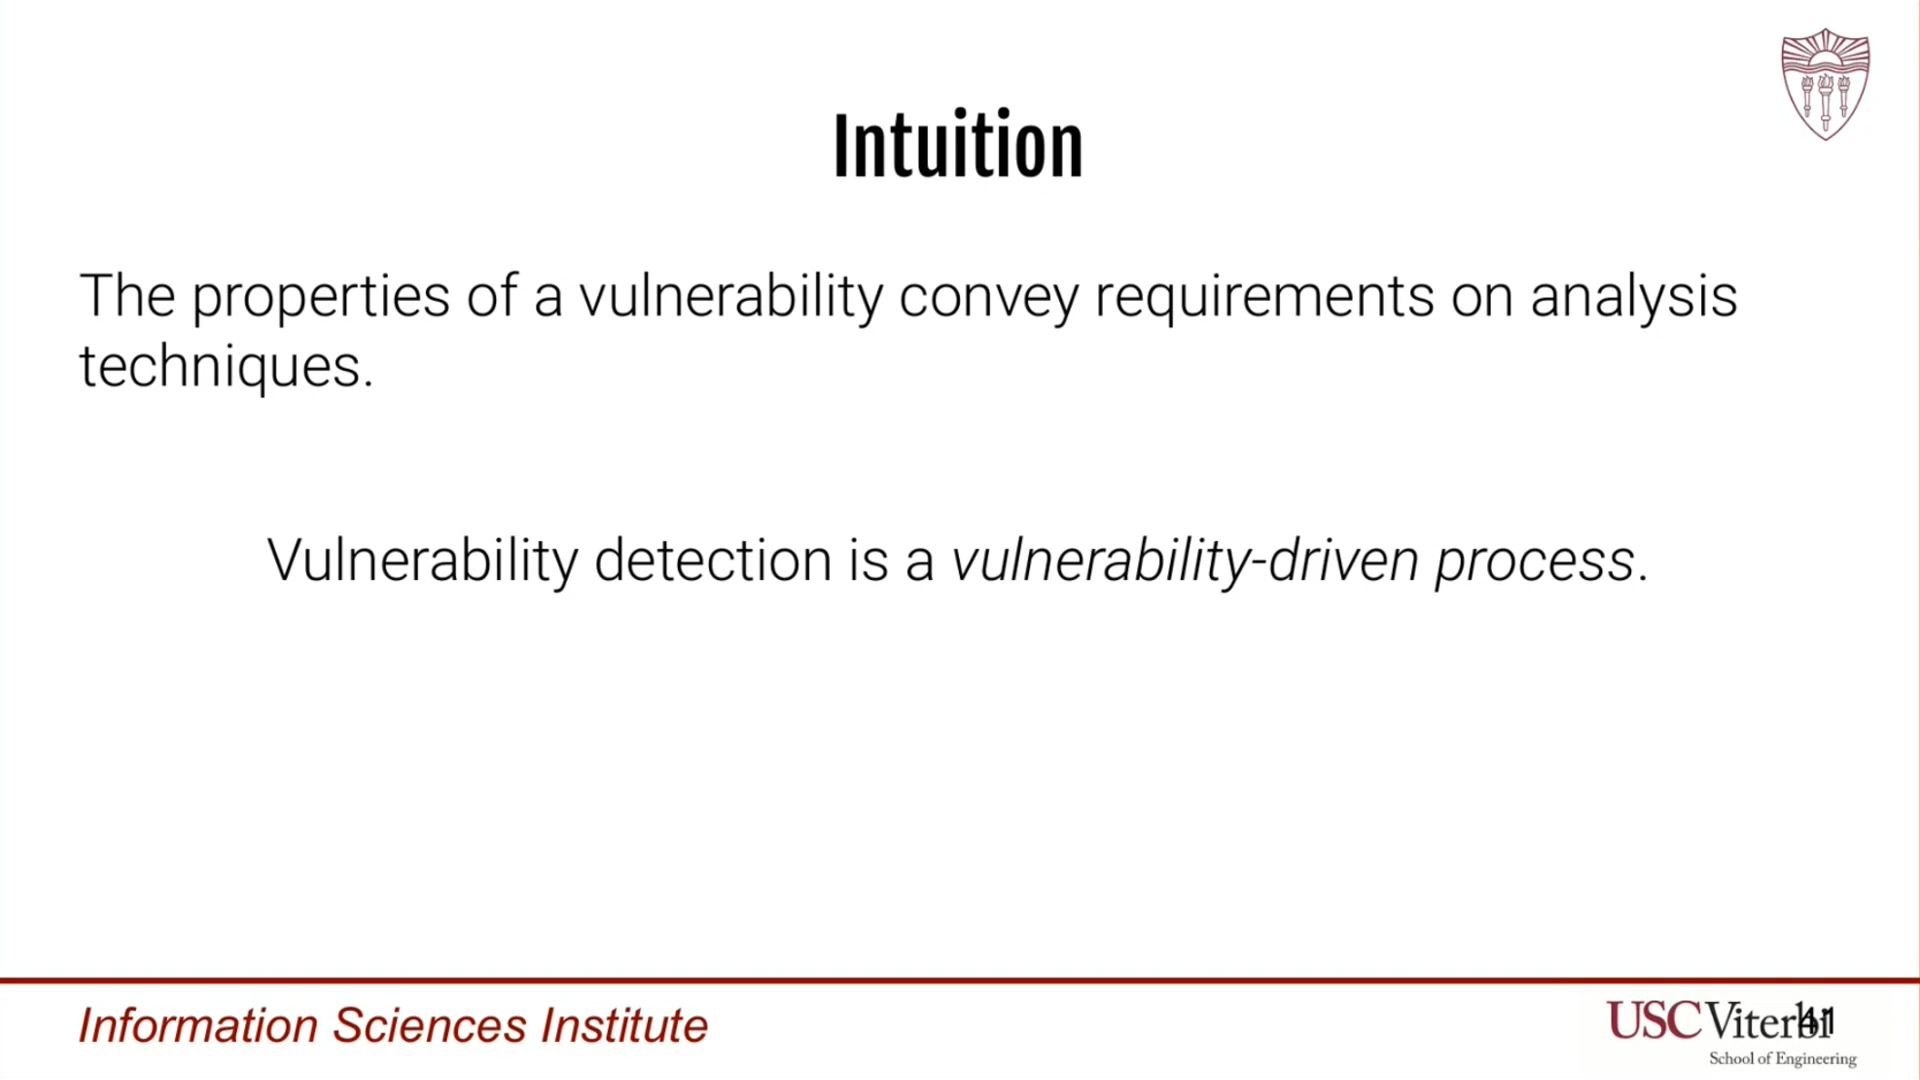 Intuition
The properties of a vulnerability convey requirements on analysis
techniques.
Vulnerability detection is a vulnerability-driven process.
Information Sciences Institute
USC Viterbi 41
School of Engineering